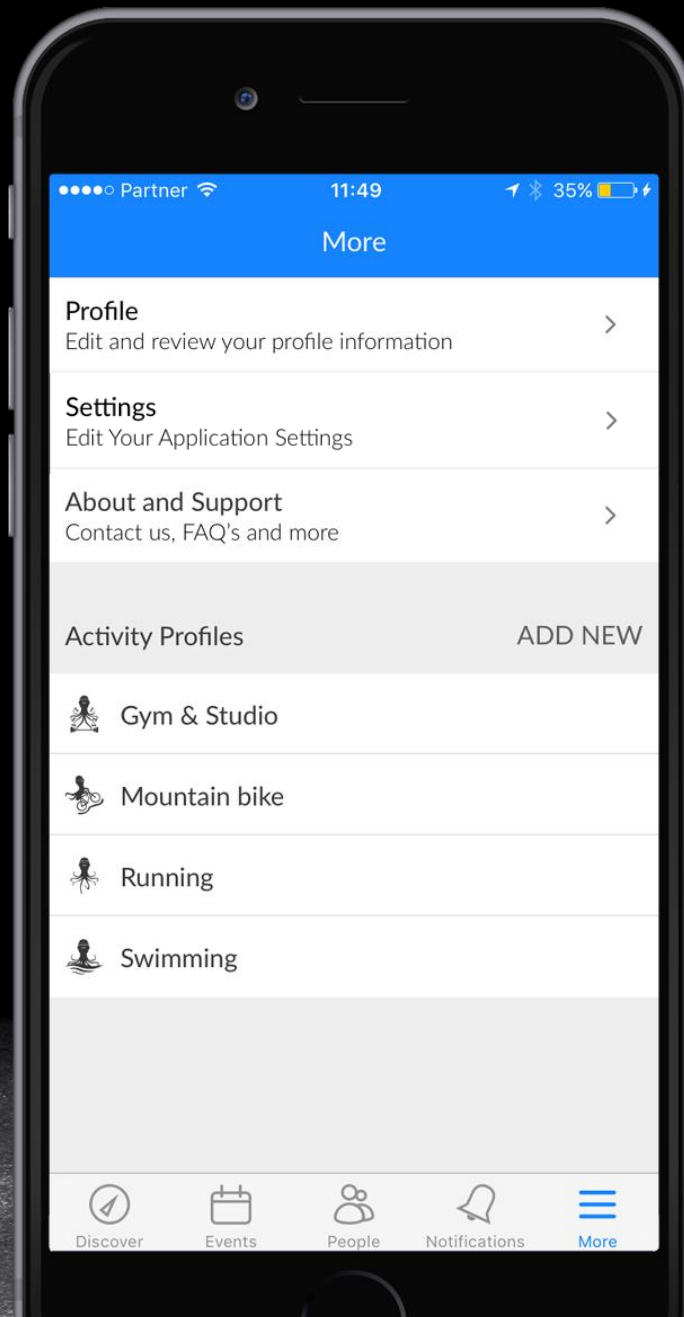 Partner 11:49 35%
More
Profile
Edit and review your profile information
Settings
Edit Your Application Settings
About and Support
Contact us, FAQ's and more
Activity Profiles ADD NEW
Gym & Studio
Mountain bike
Running
Swimming
Discover Events People Notifications More